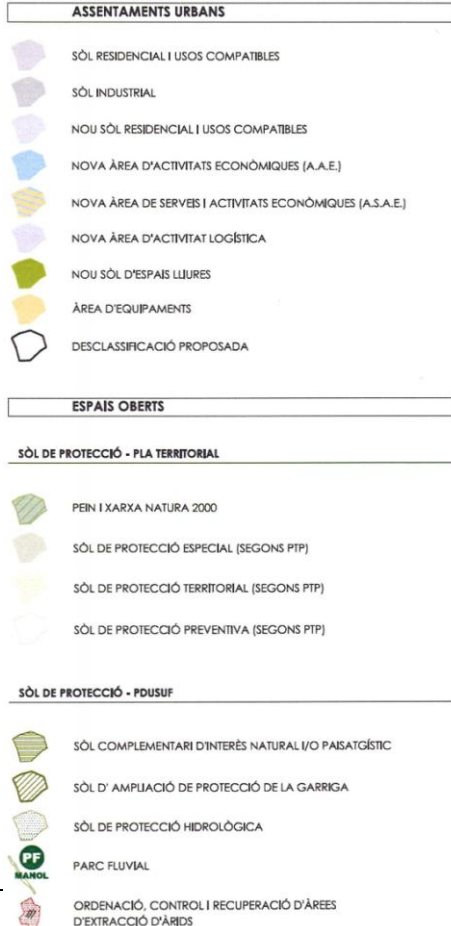 ASSENTAMENTS URBANS
SÒL RESIDENCIAL I USOS COMPATIBLES
SÒL INDUSTRIAL
NOU SÒL RESIDENCIAL I USOS COMPATIBLES
NOVA ÀREA D'ACTIVITATS ECONÒMIQUES (A.A.E.)
NOVA ÀREA DE SERVEIS I ACTIVITATS ECONÒMIQUES (A.S.A.E.)
NOVA ÀREA D'ACTIVITAT LOGÍSTICA
NOU SÒL D'ESPAIS LLIURES
ÀREA D'EQUIPAMENTS
DESCLASSIFICACIÓ PROPOSADA
ESPAIS OBERTS
SÒL DE PROTECCIÓ - PLA TERRITORIAL
PEIN I XARXA NATURA 2000
SÒL DE PROTECCIÓ ESPECIAL (SEGONS PTP)
SÒL DE PROTECCIÓ TERRITORIAL (SEGONS PTP)
SÒL DE PROTECCIÓ PREVENTIVA (SEGONS PTP)
SÒL DE PROTECCIÓ - PDUSUF
SÒL COMPLEMENTARI D'INTERÈS NATURAL I/O PAISATGÍSTIC
SÒL D' AMPLIACIÓ DE PROTECCIÓ DE LA GARRIGA
SÒL DE PROTECCIÓ HIDROLÒGICA
PF
MANOL
PARC FLUVIAL
ORDENACIÓ, CONTROL I RECUPERACIÓ D'ÀREES
D'EXTRACCIÓ D'ÀRIDS